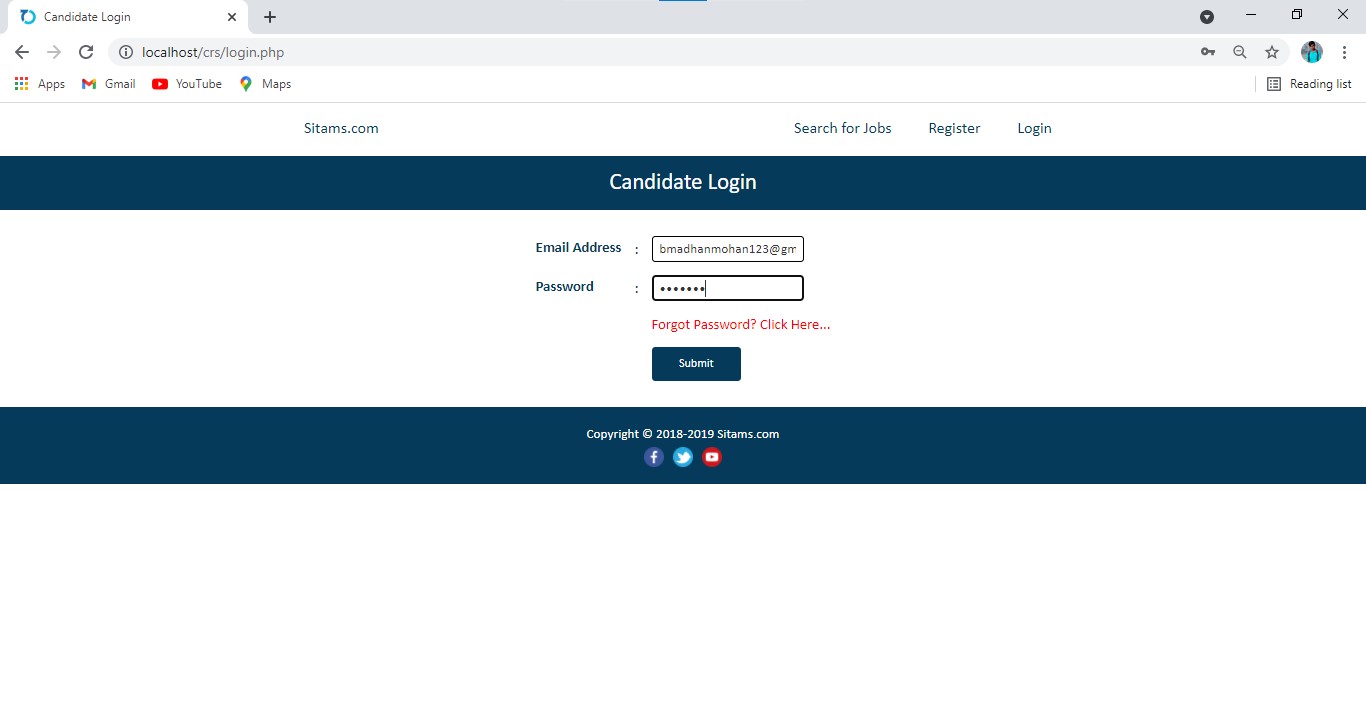 Candidate Login
localhost/crs/login.php
Apps Gmail YouTube Maps Reading list
Sitams.com Search for Jobs Register Login
Candidate Login
Email Address : bmadhanmohan123@gm
Password : •••••••
Forgot Password? Click Here...
Submit
Copyright © 2018-2019 Sitams.com